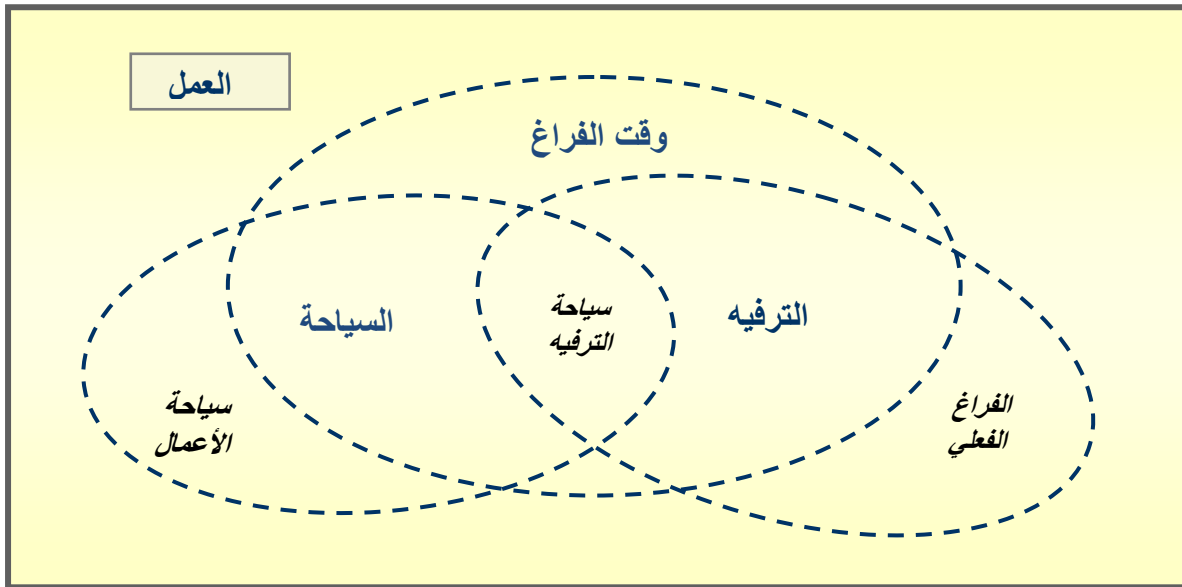 العمل
وقت الفراغ
الترفيه
سياحة
الترفيه
السياحة
الفراغ
الفعلي
سياحة
الأعمال